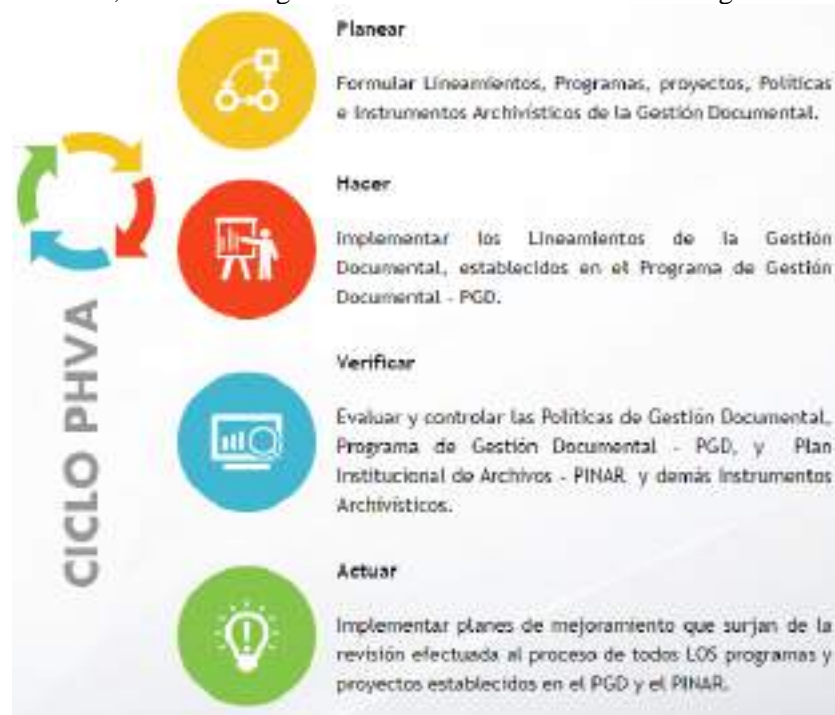 Planear
Formular Lineamientos, Programas, proyectos, Políticas
e Instrumentos Archivísticos de la Gestión Documental.
Hacer
Implementar los Lineamientos de la Gestión
Documental, establecidos en el Programa de Gestión
Documental - PGD.
CICLO PHVA
Verificar
Evaluar y controlar las Políticas de Gestión Documental,
Programa de Gestión Documental - PGD, y Plan
Institucional de Archivos - PINAR y demás Instrumentos
Archivísticos.
Actuar
Implementar planes de mejoramiento que surjan de la
revisión efectuada al proceso de todos LOS programas y
proyectos establecidos en el PGD y el PINAR.